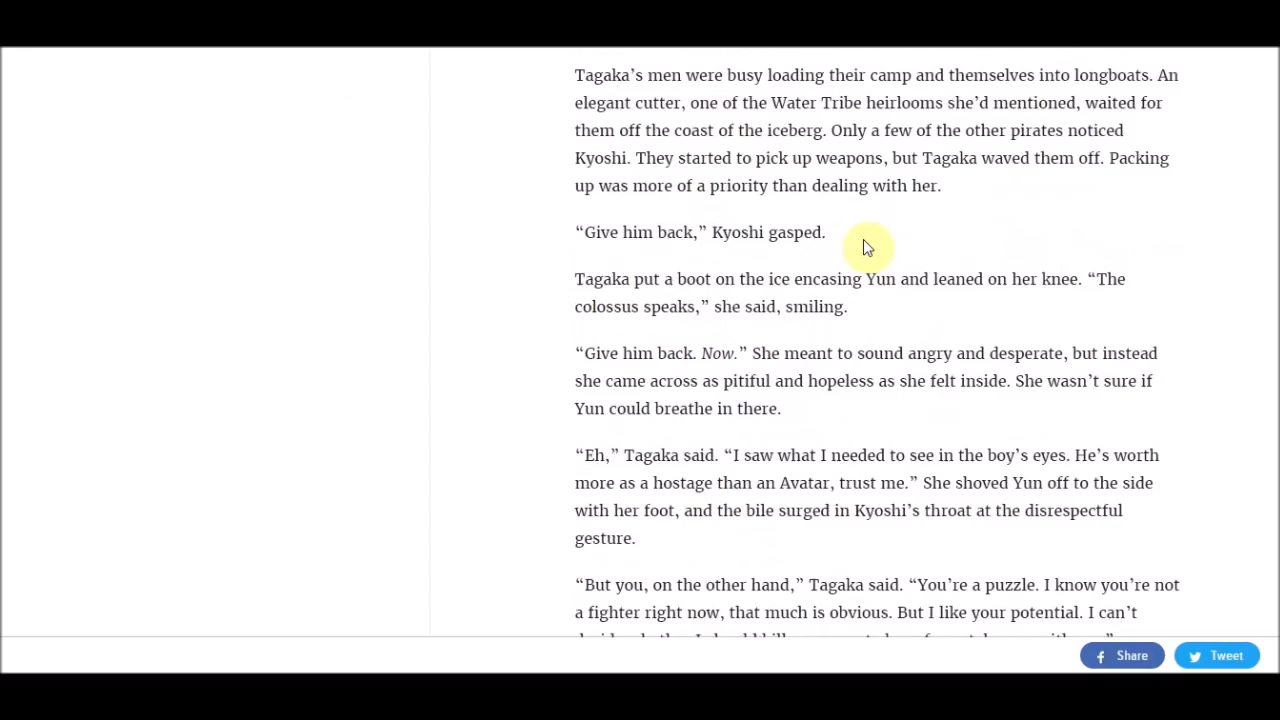 Tagaka’s men were busy loading their camp and themselves into longboats. An
elegant cutter, one of the Water Tribe heirlooms she’d mentioned, waited for
them off the coast of the iceberg. Only a few of the other pirates noticed
Kyoshi. They started to pick up weapons, but Tagaka waved them off. Packing
up was more of a priority than dealing with her.
“Give him back,” Kyoshi gasped.
Tagaka put a boot on the ice encasing Yun and leaned on her knee. “The
colossus speaks,” she said, smiling.
“Give him back. Now.” She meant to sound angry and desperate, but instead
she came across as pitiful and hopeless as she felt inside. She wasn’t sure if
Yun could breathe in there.
“Eh,” Tagaka said. “I saw what I needed to see in the boy’s eyes. He’s worth
more as a hostage than an Avatar, trust me.” She shoved Yun off to the side
with her foot, and the bile surged in Kyoshi’s throat at the disrespectful
gesture.
“But you, on the other hand,” Tagaka said. “You’re a puzzle. I know you’re not
a fighter right now, that much is obvious. But I like your potential. I can’t
Share
Tweet